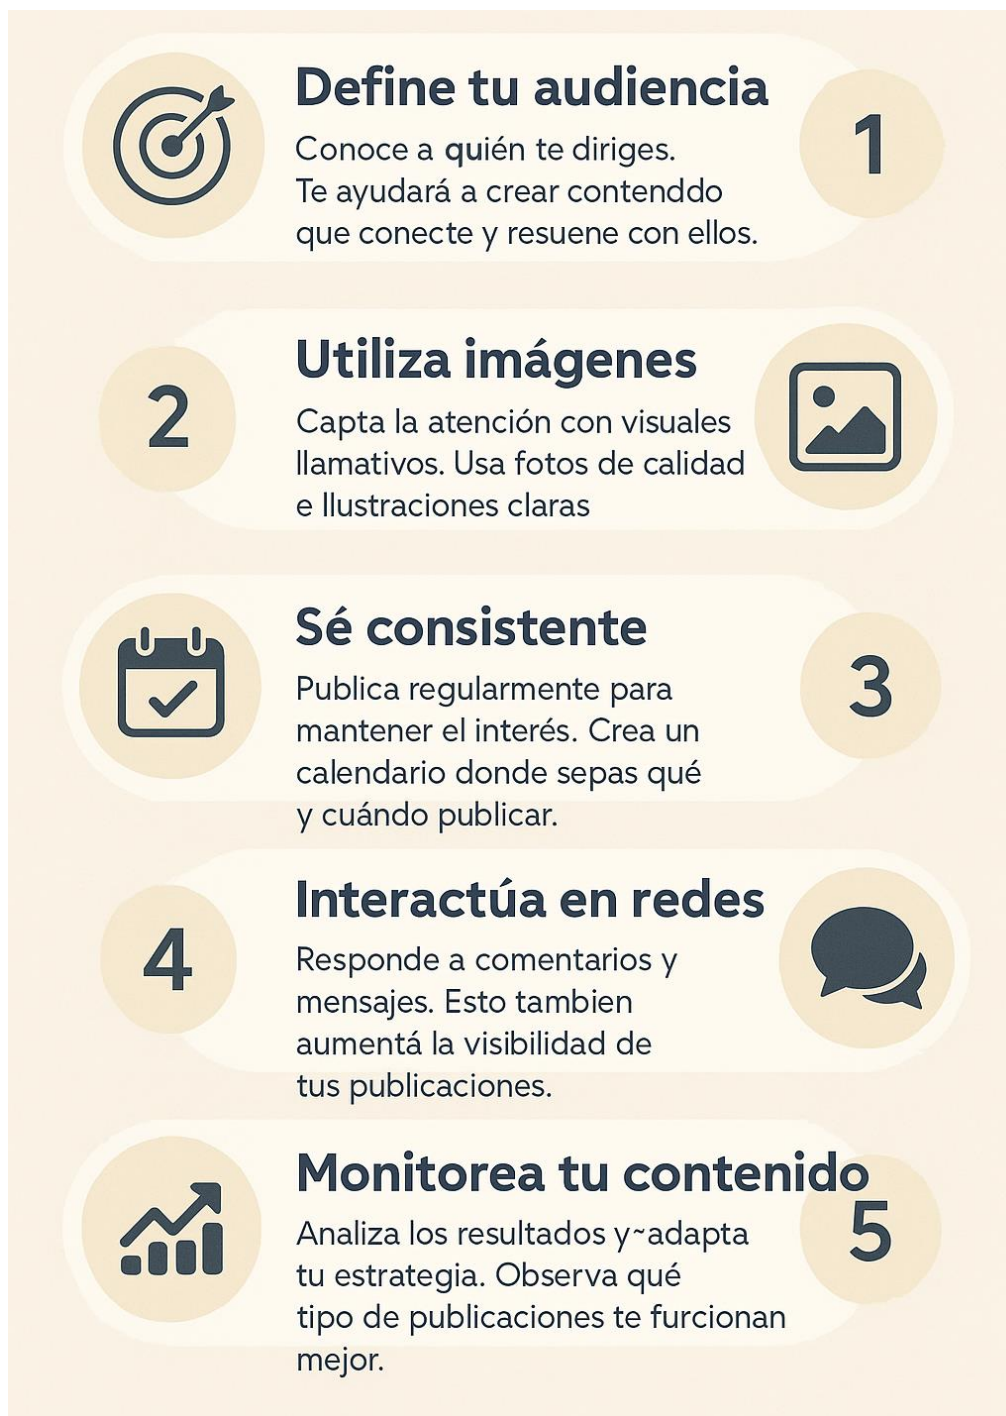 Define tu audiencia
Conoce a quién te diriges.
Te ayudará a crear contenddo
que conecte y resuene con ellos.
1
2
Utiliza imágenes
Capta la atención con visuales
llamativos. Usa fotos de calidad
e llustraciones claras
Sé consistente
Publica regularmente para
mantener el interés. Crea un
calendario donde sepas qué
y cuándo publicar.
3
4
Interactúa en redes
Responde a comentarios y
mensajes. Esto tambien
aumentá la visibilidad de
tus publicaciones.
Monitorea tu contenido
Analiza los resultados y~adapta
tu estrategia. Observa qué
tipo de publicaciones te furcionan
mejor.
5